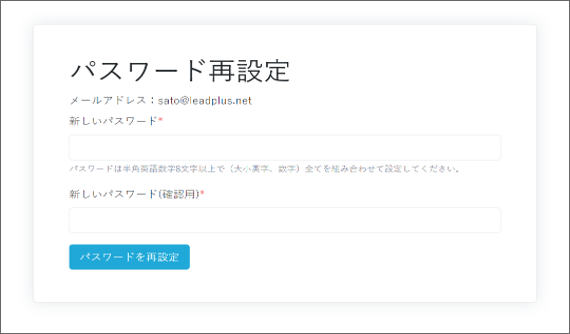 パスワード再設定
メールアドレス：sato@leadplus.net
新しいパスワード*
パスワードは半角英語数字8文字以上で（大小英字、数字）全てを組み合わせて設定してください。
新しいパスワード(確認用)*
パスワードを再設定